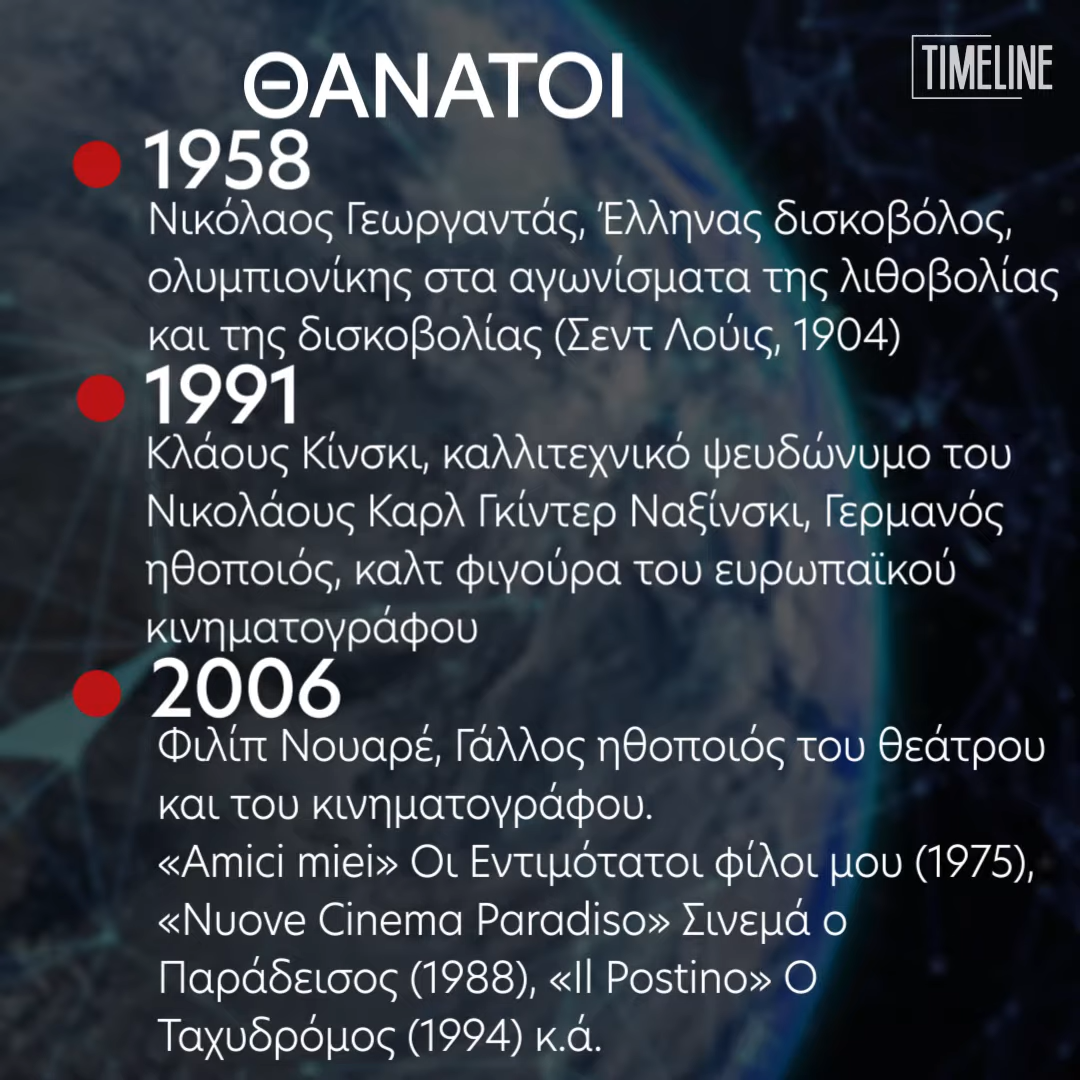 TIMELINE
ΘΑΝΑΤΟΙ
1958
Νικόλαος Γεωργαντάς, Έλληνας δισκοβόλος,
ολυμπιονίκης στα αγωνίσματα της λιθοβολίας
και της δισκοβολίας (Σεντ Λούις, 1904)
1991
Κλάους Κίνσκι, καλλιτεχνικό ψευδώνυμο του
Νικολάους Καρλ Γκίντερ Ναξίνσκι, Γερμανός
ηθοποιός, καλτ φιγούρα του ευρωπαϊκού
κινηματογράφου
2006
Φιλίπ Νουαρέ, Γάλλος ηθοποιός του θεάτρου
και του κινηματογράφου.
«Amici miei» Οι Εντιμότατοι φίλοι μου (1975),
«Nuove Cinema Paradiso» Σινεμά ο
Παράδεισος (1988), «Il Postino» Ο
Ταχυδρόμος (1994) κ.ά.